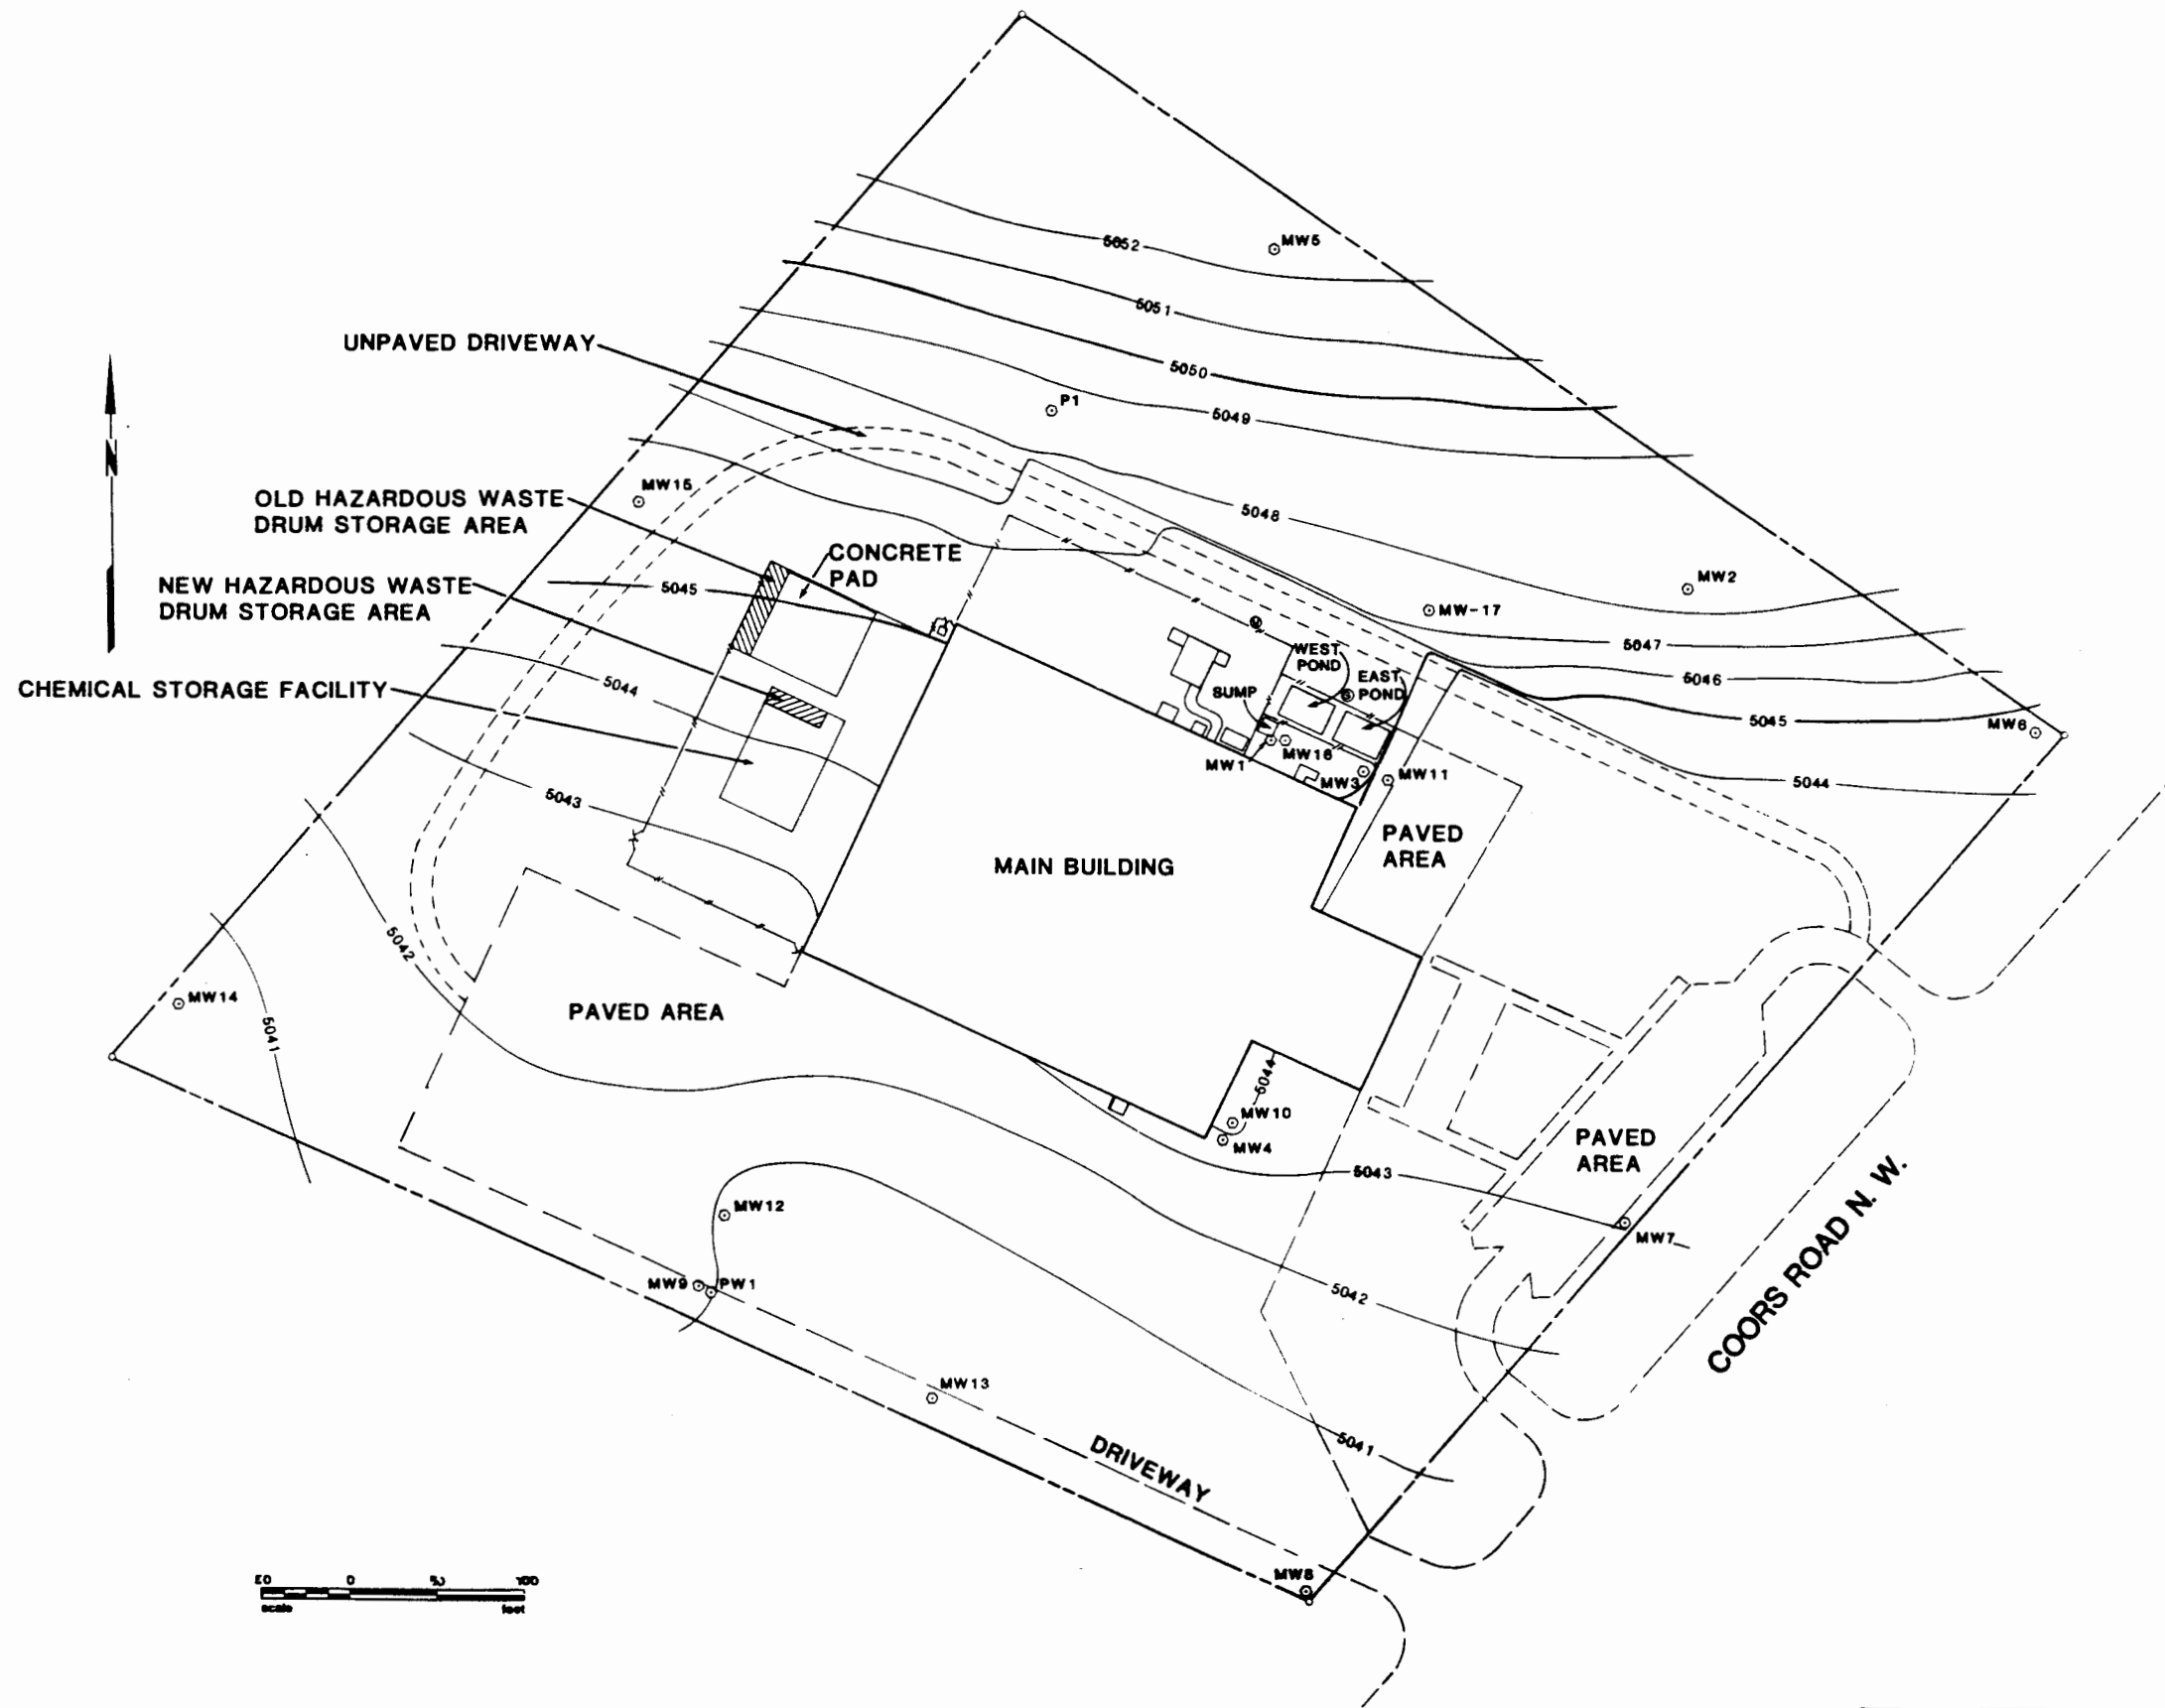 5052
MW5
5051
UNPAVED DRIVEWAY
5050
P1
5049
N
MW15
OLD HAZARDOUS WASTE
DRUM STORAGE AREA
5048
CONCRETE
PAD
NEW HAZARDOUS WASTE
DRUM STORAGE AREA
5045
MW2
MW-17
5047
WEST
POND
EAST
POND
5046
CHEMICAL STORAGE FACILITY
5044
SUMP
5045
MW6
MW16
MW1
MW3
MW11
5044
5043
PAVED
AREA
MAIN BUILDING
5042
MW14
PAVED AREA
5041
5044
MW10
MW4
PAVED
AREA
5043
COORS ROAD N. W.
MW12
MW7
MW9
PW1
5042
MW13
5041
DRIVEWAY
MW8
50 0 50 100
scale feet